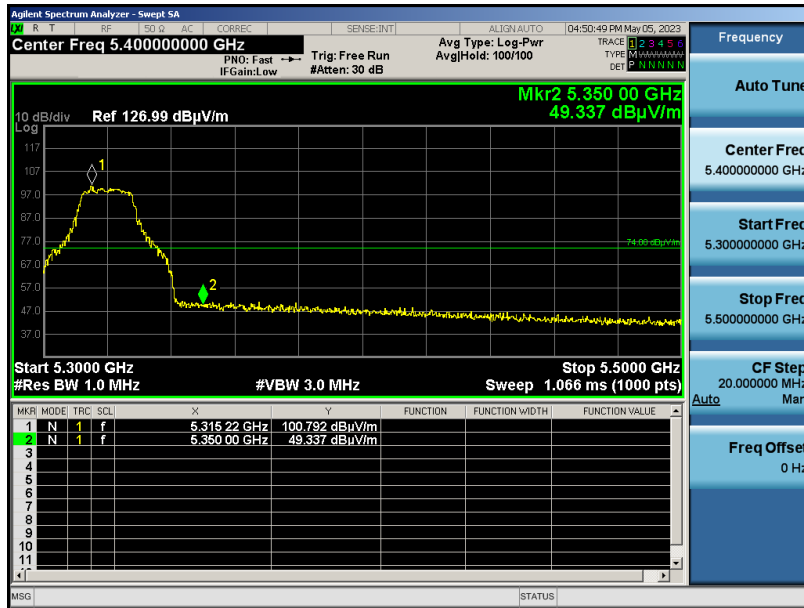 Agilent Spectrum Analyzer - Swept SA
LXI R T RF 50 Ω AC CORREC SENSE:INT ALIGN AUTO 04:50:49 PM May 05, 2023
Center Freq 5.400000000 GHz
PNO: Fast
IFGain:Low
Trig: Free Run
#Atten: 30 dB
Avg Type: Log-Pwr
Avg|Hold: 100/100
TRACE 1 2 3 4 5 6
TYPE M W W W W W
DET P N N N N N
Mkr2 5.350 00 GHz
49.337 dBµV/m
10 dB/div Ref 126.99 dBµV/m
Log
117
107
97.0
87.0
77.0
67.0
57.0
47.0
37.0
1
2
74.00 dBµV/m
Start 5.3000 GHz Stop 5.5000 GHz
#Res BW 1.0 MHz #VBW 3.0 MHz Sweep 1.066 ms (1000 pts)
MKR MODE TRC SCL X Y FUNCTION FUNCTION WIDTH FUNCTION VALUE
1 N 1 f 5.315 22 GHz 100.792 dBµV/m
2 N 1 f 5.350 00 GHz 49.337 dBµV/m
3
4
5
6
7
8
9
10
11
MSG STATUS
Frequency
Auto Tune
Center Freq
5.400000000 GHz
Start Freq
5.300000000 GHz
Stop Freq
5.500000000 GHz
CF Step
20.000000 MHz
Auto Man
Freq Offset
0 Hz